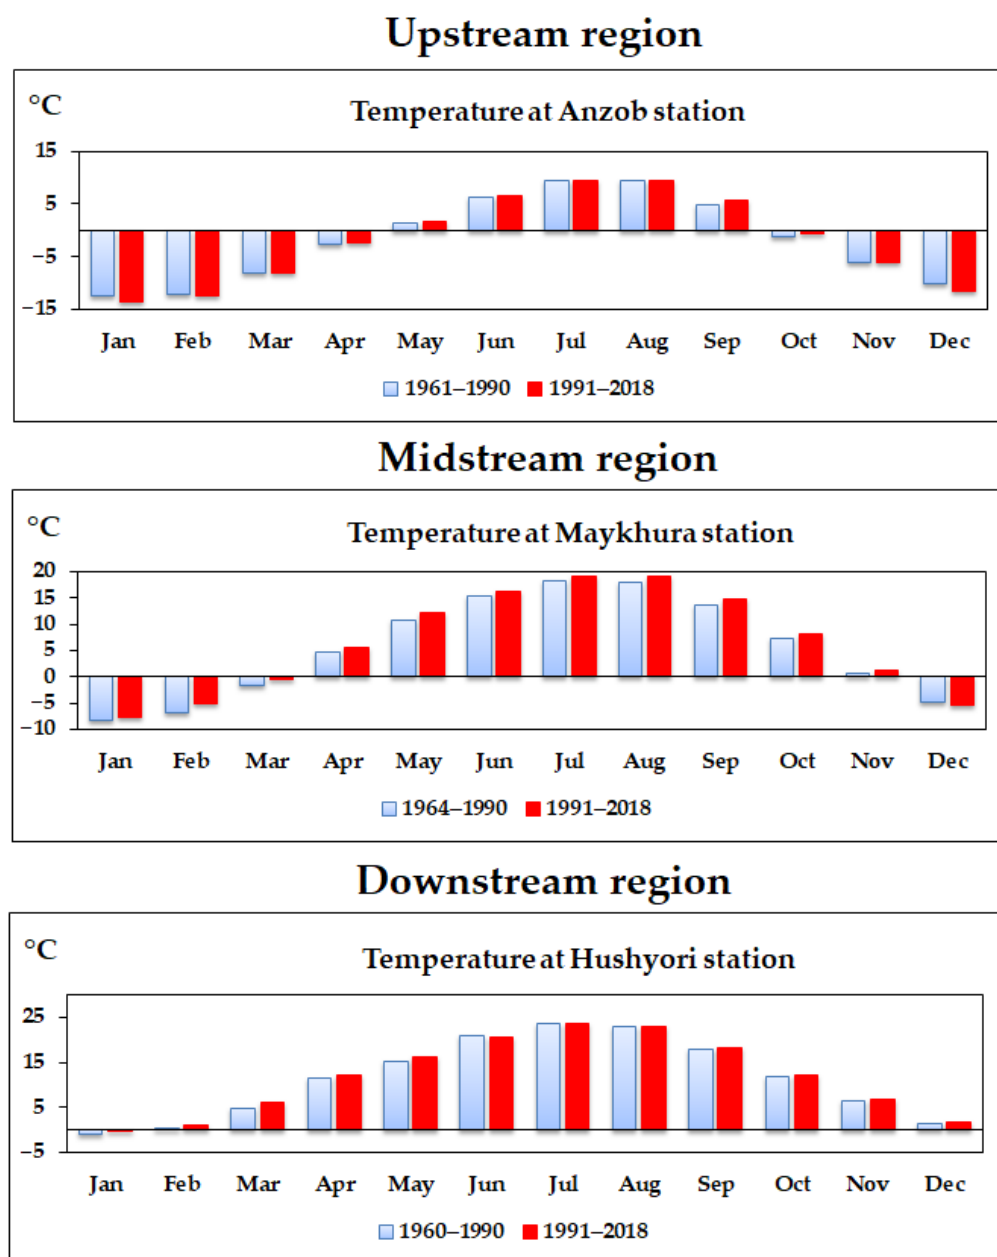 Upstream region
°C
Temperature at Anzob station
15
5
−5
−15
Jan Feb Mar Apr May Jun Jul Aug Sep Oct Nov Dec
1961–1990 1991–2018
Midstream region
°C
Temperature at Maykhura station
20
15
10
5
0
−5
−10
Jan Feb Mar Apr May Jun Jul Aug Sep Oct Nov Dec
1964–1990 1991–2018
Downstream region
°C
Temperature at Hushyori station
25
15
5
−5
Jan Feb Mar Apr May Jun Jul Aug Sep Oct Nov Dec
1960–1990 1991–2018